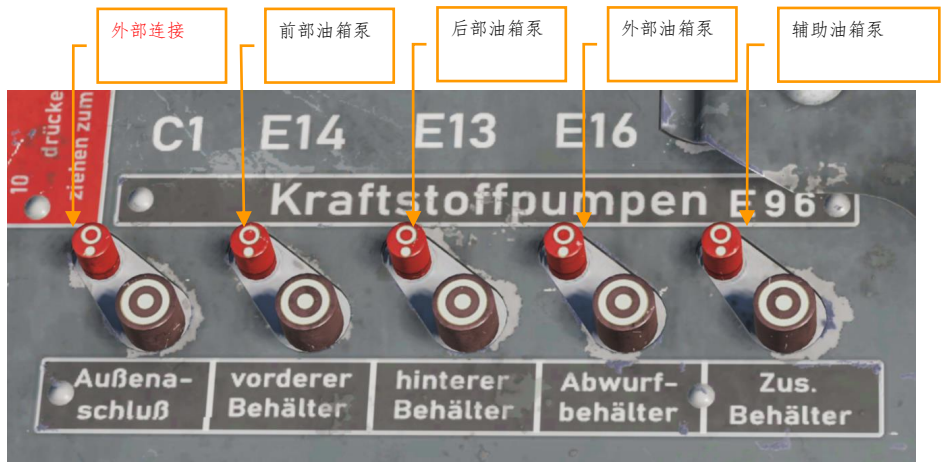 外部连接
前部油箱泵
后部油箱泵
外部油箱泵
辅助油箱泵
10 drücke
ziehen zum
C1 E14 E13 E16
Kraftstoffpumpen E96
Außena-
schluß
vorderer
Behälter
hinterer
Behälter
Abwurf-
behälter
Zus.
Behälter